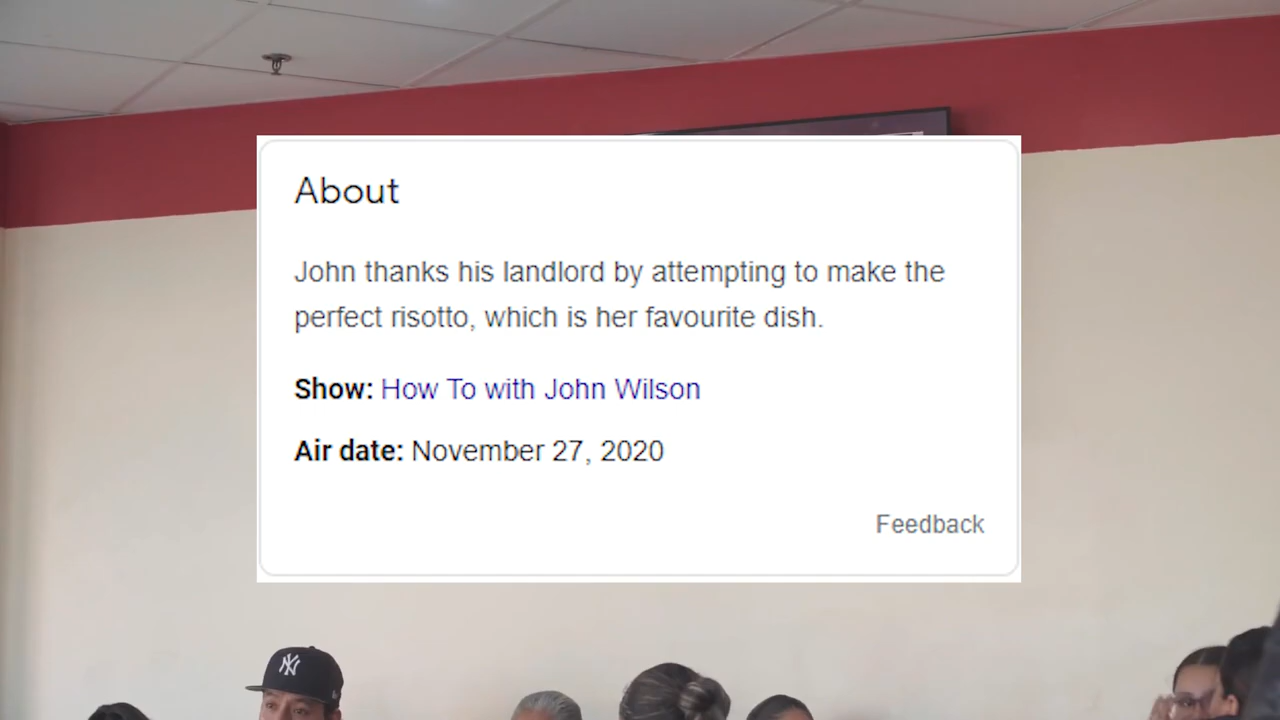 About
John thanks his landlord by attempting to make the
perfect risotto, which is her favourite dish.
Show: How To with John Wilson
Air date: November 27, 2020
Feedback
NY